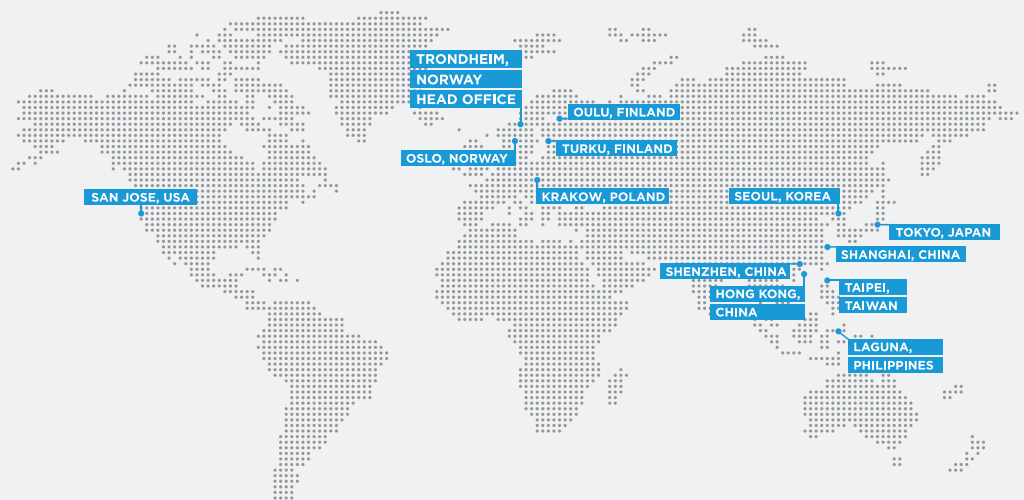 TRONDHEIM,
NORWAY
HEAD OFFICE
OULU, FINLAND
TURKU, FINLAND
OSLO, NORWAY
SAN JOSE, USA
KRAKOW, POLAND
SEOUL, KOREA
TOKYO, JAPAN
SHANGHAI, CHINA
SHENZHEN, CHINA
HONG KONG,
CHINA
TAIPEI,
TAIWAN
LAGUNA,
PHILIPPINES